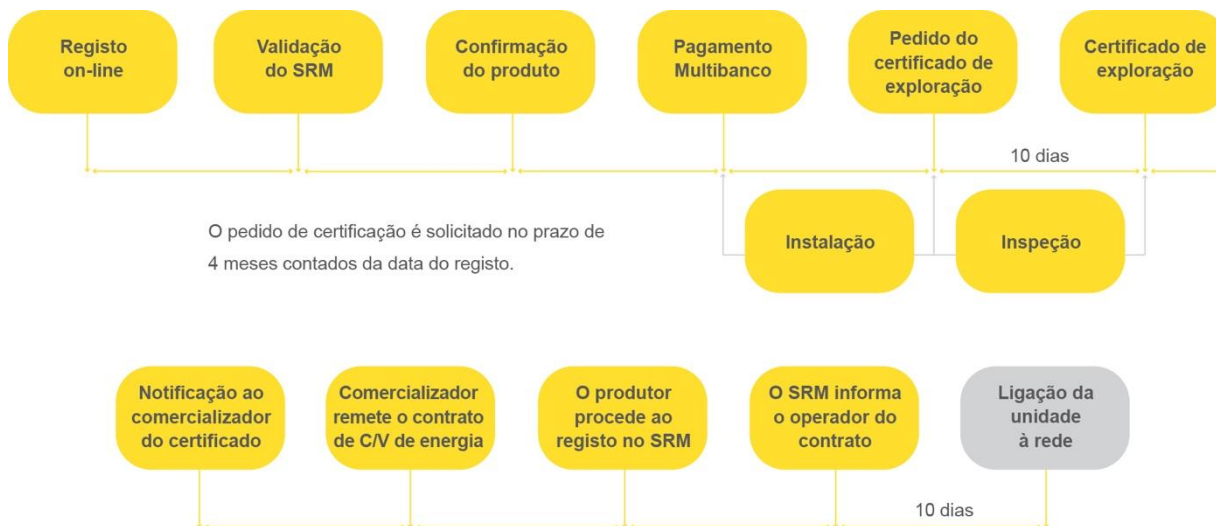 Registo
on-line
Validação
do SRM
Confirmação
do produto
Pagamento
Multibanco
Pedido do
certificado de
exploração
Certificado de
exploração
10 dias
O pedido de certificação é solicitado no prazo de
4 meses contados da data do registo.
Instalação
Inspeção
Notificação ao
comercializador
do certificado
Comercializador
remete o contrato
de C/V de energia
O produtor
procede ao
registo no SRM
O SRM informa
o operador do
contrato
Ligação da
unidade
à rede
10 dias